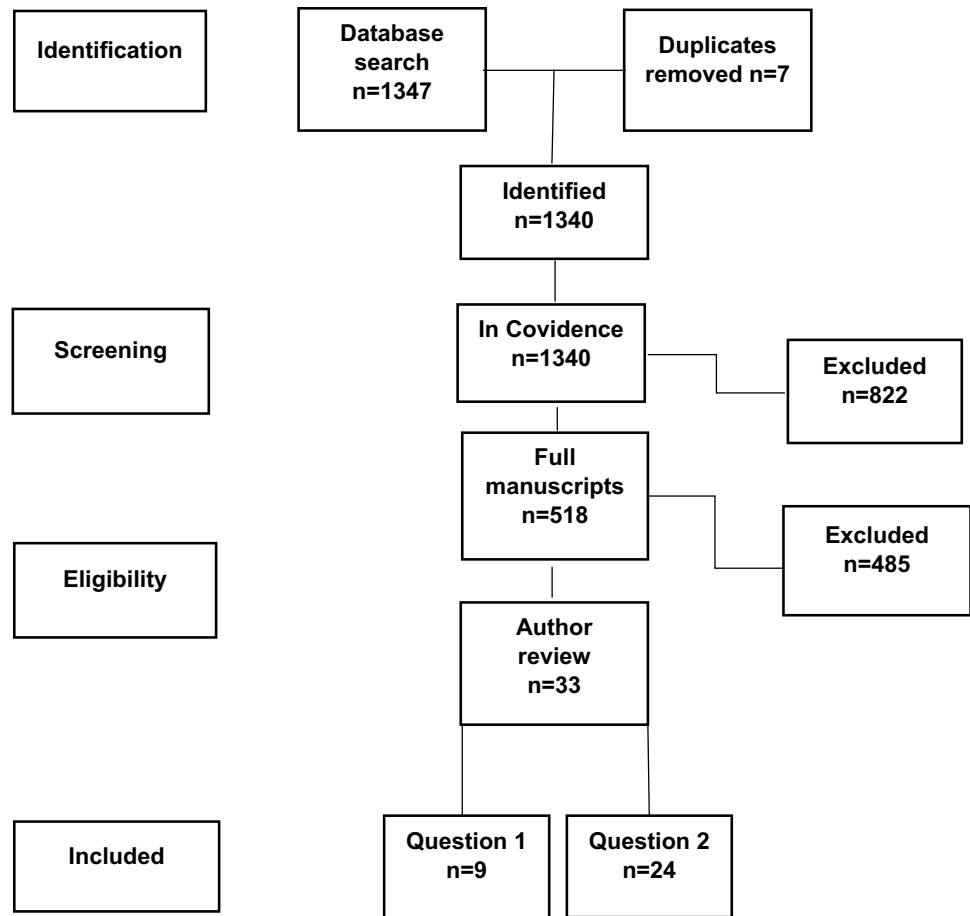 Identification
Database
search
n=1347
Duplicates
removed n=7
Identified
n=1340
Screening
In Covidence
n=1340
Excluded
n=822
Full
manuscripts
n=518
Excluded
n=485
Eligibility
Author
review
n=33
Included
Question 1
n=9
Question 2
n=24